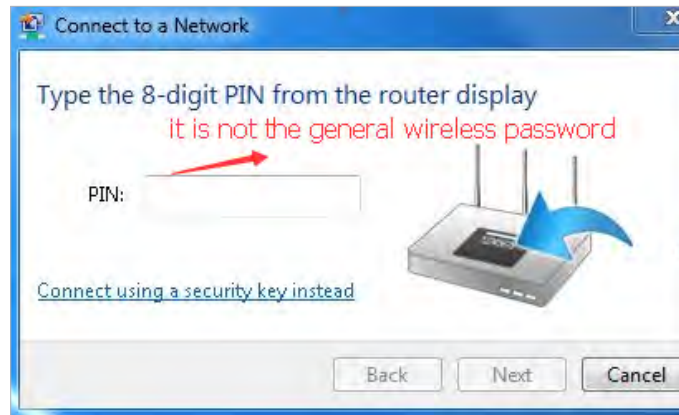 Connect to a Network
Type the 8-digit PIN from the router display
it is not the general wireless password
PIN:
Connect using a security key instead
Back Next Cancel